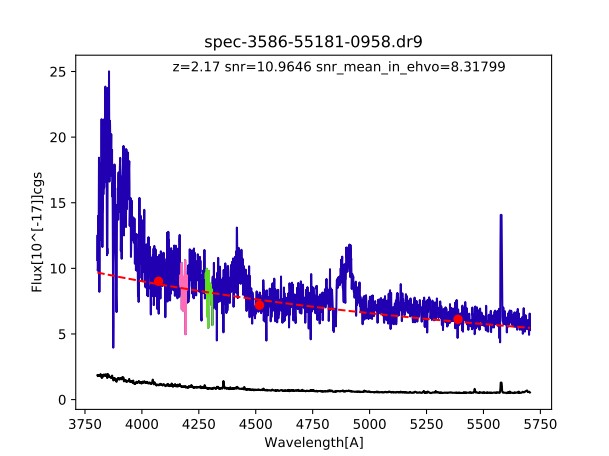 spec-3586-55181-0958.dr9
z=2.17 snr=10.9646 snr_mean_in_ehvo=8.31799
25
20
15
10
5
0
Flux[10^[-17]]cgs
3750 4000 4250 4500 4750 5000 5250 5500 5750
Wavelength[A]